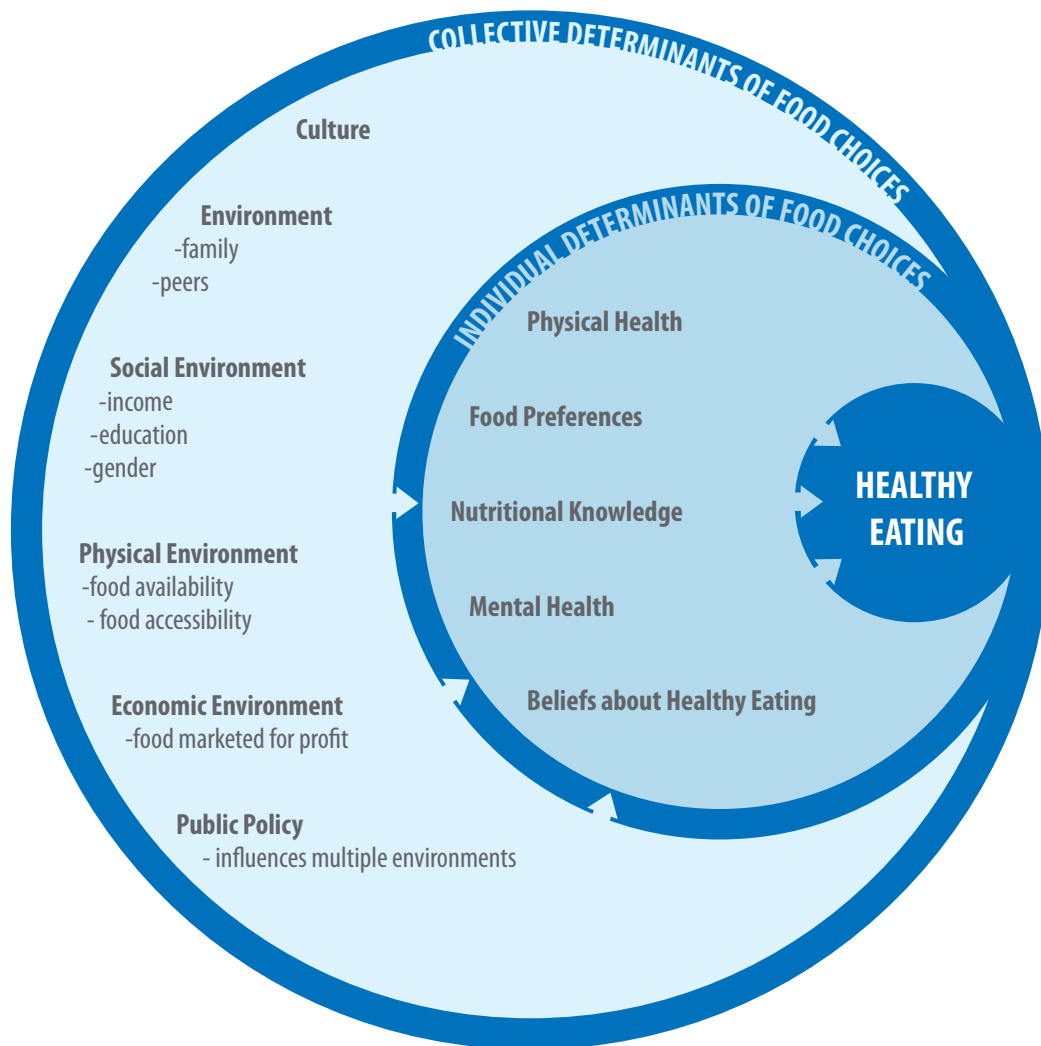 COLLECTIVE DETERMINANTS OF FOOD CHOICES
Culture
Environment
-family
-peers
Social Environment
-income
-education
-gender
Physical Environment
-food availability
- food accessibility
Economic Environment
-food marketed for profit
Public Policy
- influences multiple environments
INDIVIDUAL DETERMINANTS OF FOOD CHOICES
Physical Health
Food Preferences
Nutritional Knowledge
Mental Health
Beliefs about Healthy Eating
HEALTHY
EATING